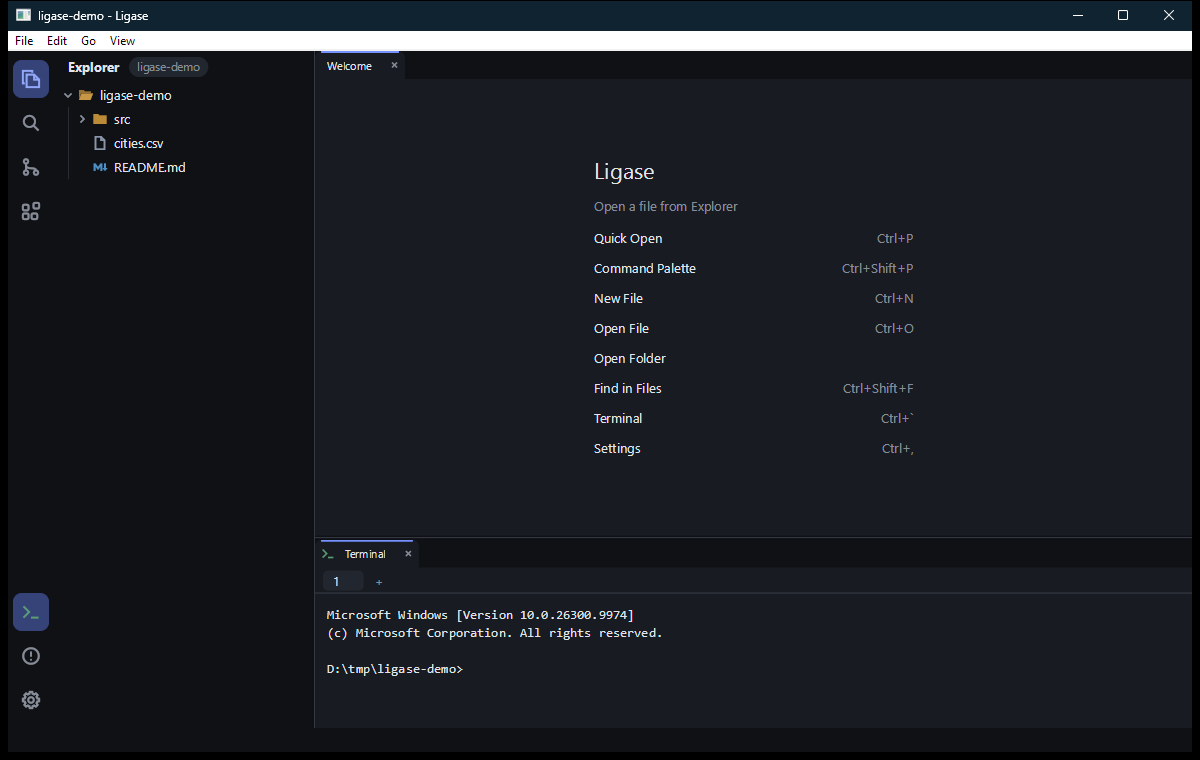 ligase-demo - Ligase
File Edit Go View
Explorer ligase-demo
ligase-demo
src
cities.csv
README.md
Welcome
Ligase
Open a file from Explorer
Quick Open Ctrl+P
Command Palette Ctrl+Shift+P
New File Ctrl+N
Open File Ctrl+O
Open Folder
Find in Files Ctrl+Shift+F
Terminal Ctrl+`
Settings Ctrl+,
Terminal
1 +
Microsoft Windows [Version 10.0.26300.9974]
(c) Microsoft Corporation. All rights reserved.
D:\tmp\ligase-demo>